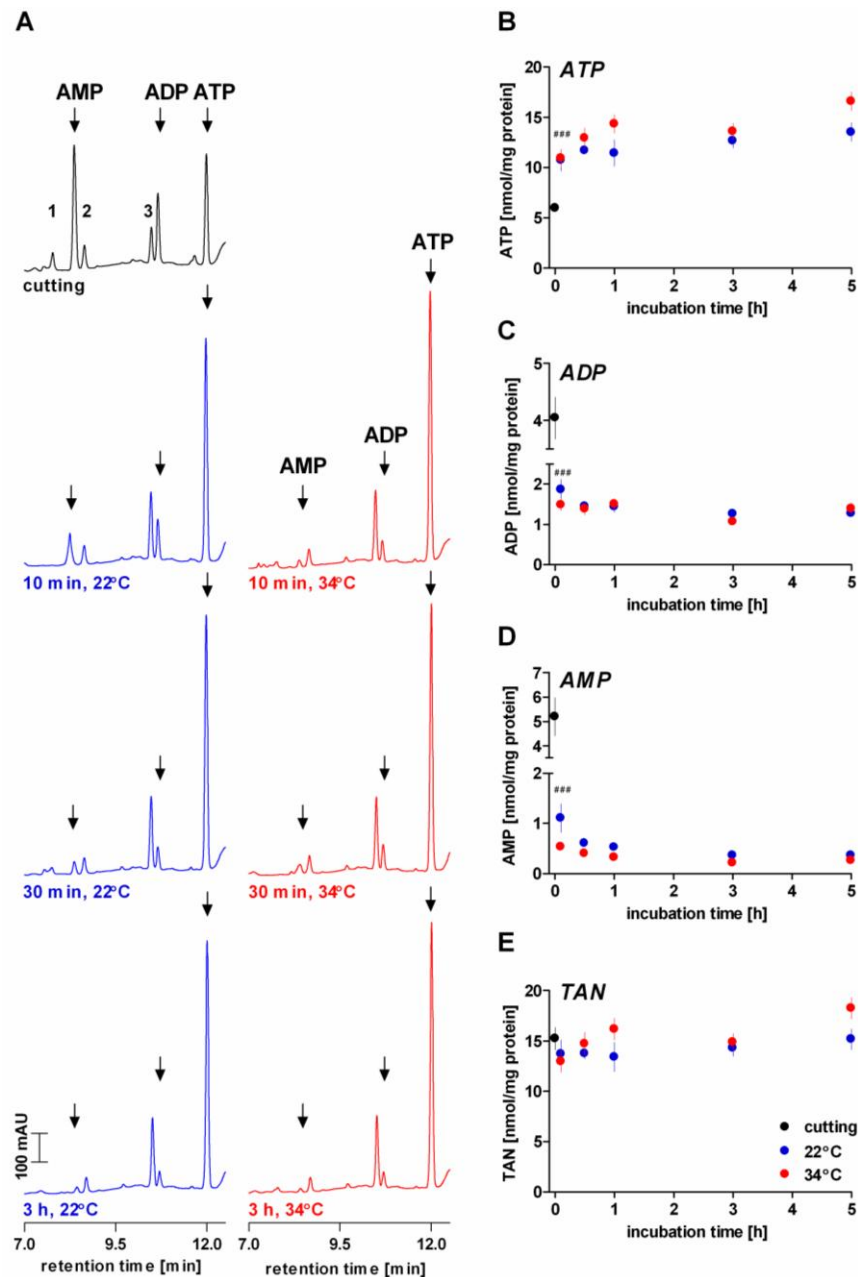 A
AMP ADP ATP
1 2 3
cutting
ATP
ADP
AMP
10 min, 22°C
10 min, 34°C
30 min, 22°C
30 min, 34°C
100 mAU
3 h, 22°C
3 h, 34°C
7.0 9.5 12.0
retention time [min]
7.0 9.5 12.0
retention time [min]
B
ATP
ATP [nmol/mg protein]
20
15
10
5
0
###
0 1 2 3 4 5
incubation time [h]
C
ADP
ADP [nmol/mg protein]
5
4
2
1
0
###
0 1 2 3 4 5
incubation time [h]
D
AMP
AMP [nmol/mg protein]
7
6
5
4
2
1
0
###
0 1 2 3 4 5
incubation time [h]
E
TAN
TAN [nmol/mg protein]
20
15
10
5
0
cutting
22°C
34°C
0 1 2 3 4 5
incubation time [h]